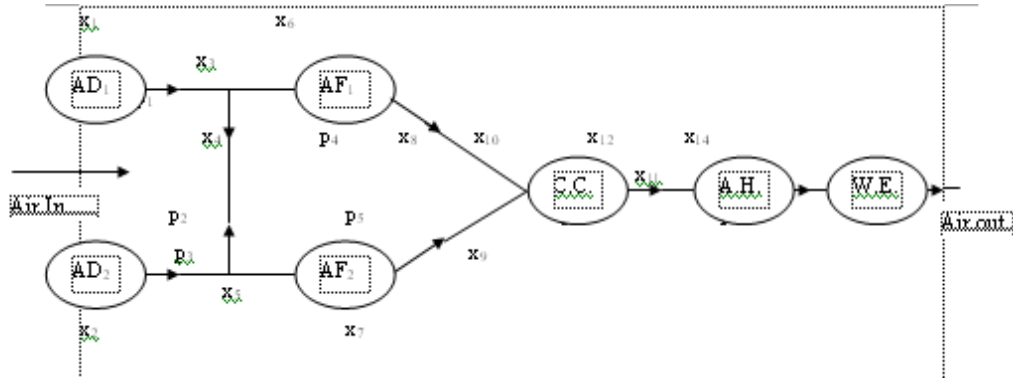 x₁
x₆
x₃
AD₁
AF₁
p₁
x₄
p₄
x₈
x₁₀
x₁₂
x₁₄
C.C.
x₁₁
A.H.
W.E.
Air In
p₂
p₅
Air out
p₃
x₉
AD₂
AF₂
x₅
x₂
x₇